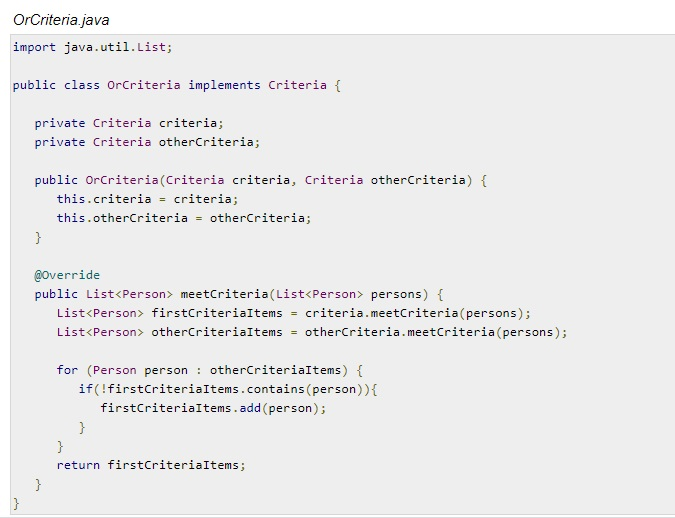 OrCriteria.java
import java.util.List;
public class OrCriteria implements Criteria {
private Criteria criteria;
private Criteria otherCriteria;
public OrCriteria(Criteria criteria, Criteria otherCriteria) {
this.criteria = criteria;
this.otherCriteria = otherCriteria;
}
@Override
public List<Person> meetCriteria(List<Person> persons) {
List<Person> firstCriteriaItems = criteria.meetCriteria(persons);
List<Person> otherCriteriaItems = otherCriteria.meetCriteria(persons);
for (Person person : otherCriteriaItems) {
if(!firstCriteriaItems.contains(person)){
firstCriteriaItems.add(person);
}
}
return firstCriteriaItems;
}
}